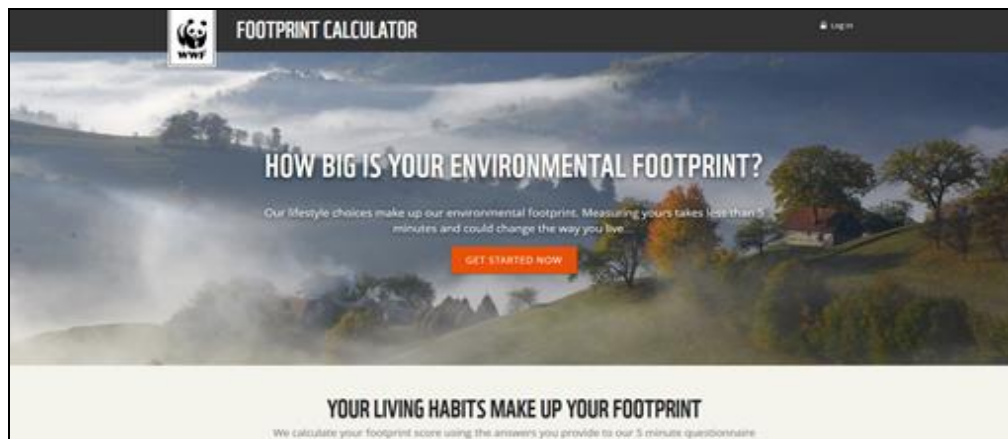 WWF
FOOTPRINT CALCULATOR
Log in
HOW BIG IS YOUR ENVIRONMENTAL FOOTPRINT?
Our lifestyle choices make up our environmental footprint. Measuring yours takes less than 5
minutes and could change the way you live
GET STARTED NOW
YOUR LIVING HABITS MAKE UP YOUR FOOTPRINT
We calculate your footprint score using the answers you provide to our 5 minute questionnaire